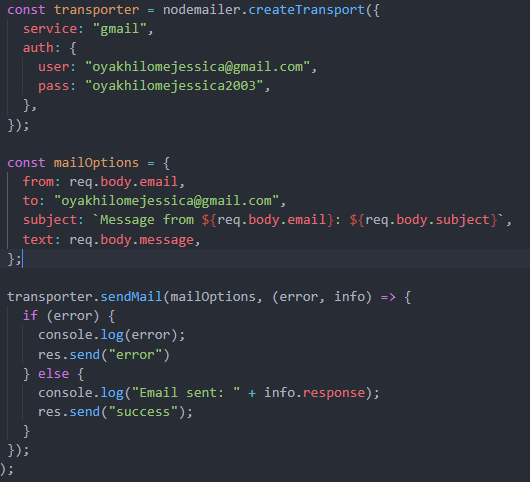 const transporter = nodemailer.createTransport({
service: "gmail",
auth: {
user: "oyakhilomejessica@gmail.com",
pass: "oyakhilomejessica2003",
},
});
const mailOptions = {
from: req.body.email,
to: "oyakhilomejessica@gmail.com",
subject: `Message from ${req.body.email}: ${req.body.subject}`,
text: req.body.message,
};
transporter.sendMail(mailOptions, (error, info) => {
if (error) {
console.log(error);
res.send("error")
} else {
console.log("Email sent: " + info.response);
res.send("success");
}
});
);